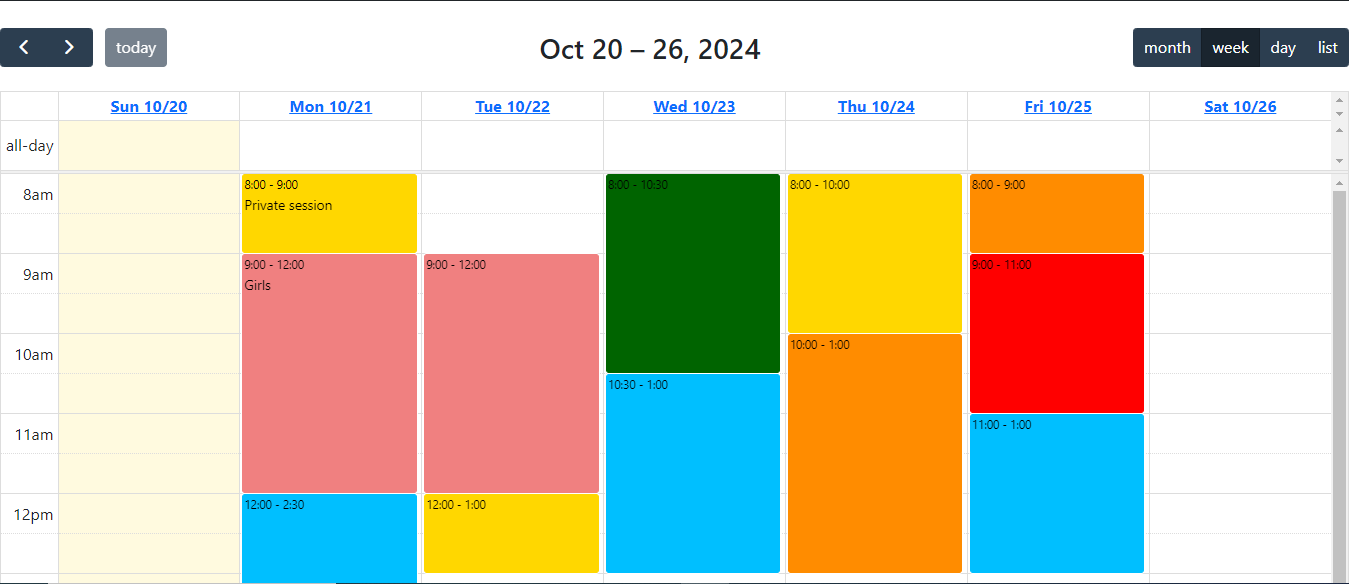 today
Oct 20 – 26, 2024
month week day list
Sun 10/20 Mon 10/21 Tue 10/22 Wed 10/23 Thu 10/24 Fri 10/25 Sat 10/26
all-day
8am
8:00 - 9:00
Private session
8:00 - 10:30
8:00 - 10:00
8:00 - 9:00
9am
9:00 - 12:00
Girls
9:00 - 12:00
9:00 - 11:00
10am
10:00 - 1:00
10:30 - 1:00
11am
11:00 - 1:00
12pm
12:00 - 2:30
12:00 - 1:00